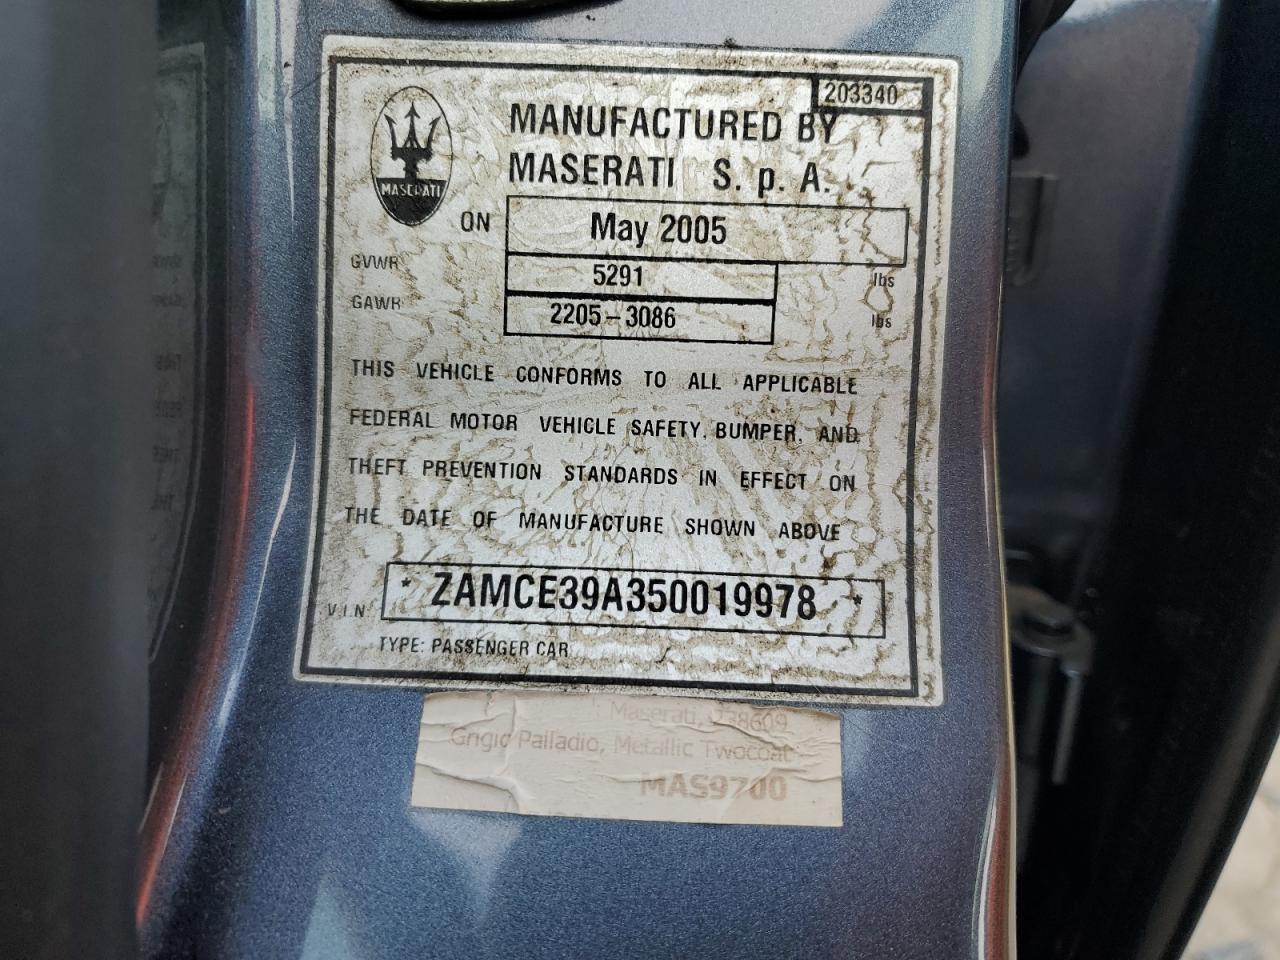 203340
MANUFACTURED BY
MASERATI S.p.A.
MASERATI
ON May 2005
GVWR 5291 lbs
GAWR 2205-3086 lbs
THIS VEHICLE CONFORMS TO ALL APPLICABLE
FEDERAL MOTOR VEHICLE SAFETY, BUMPER, AND
THEFT PREVENTION STANDARDS IN EFFECT ON
THE DATE OF MANUFACTURE SHOWN ABOVE
V.I.N. * ZAMCE39A350019978 *
TYPE: PASSENGER CAR
Maserati, 238609
Grigio Palladio, Metallic Twocoat
MAS9700